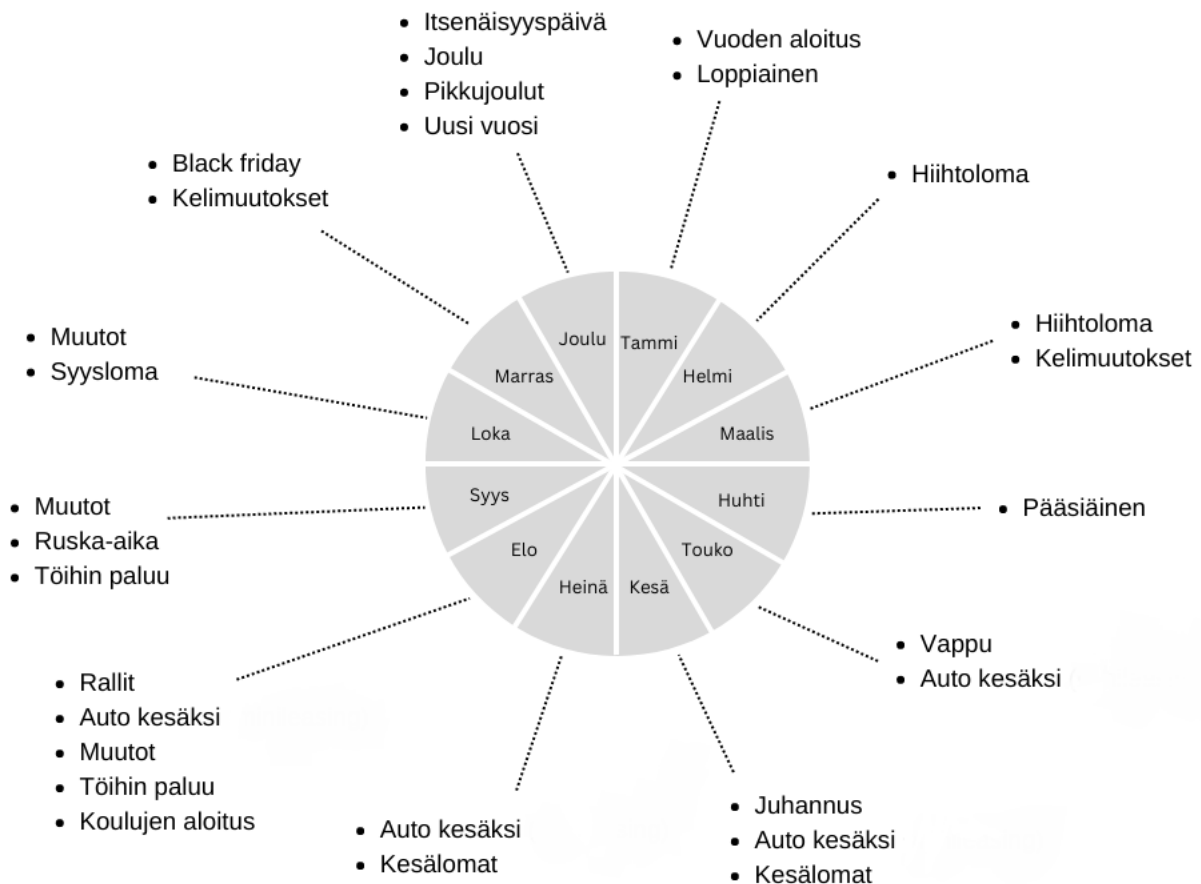 Itsenäisyyspäivä
Joulu
Pikkujoulut
Uusi vuosi
Vuoden aloitus
Loppiainen
Black friday
Kelimuutokset
Hiihtoloma
Muutot
Syysloma
Hiihtoloma
Kelimuutokset
Joulu
Tammi
Marras
Helmi
Loka
Maalis
Syys
Huhti
Elo
Touko
Heinä
Kesä
Muutot
Ruska-aika
Töihin paluu
Pääsiäinen
Vappu
Auto kesäksi
Rallit
Auto kesäksi
Muutot
Töihin paluu
Koulujen aloitus
Auto kesäksi
Kesälomat
Juhannus
Auto kesäksi
Kesälomat